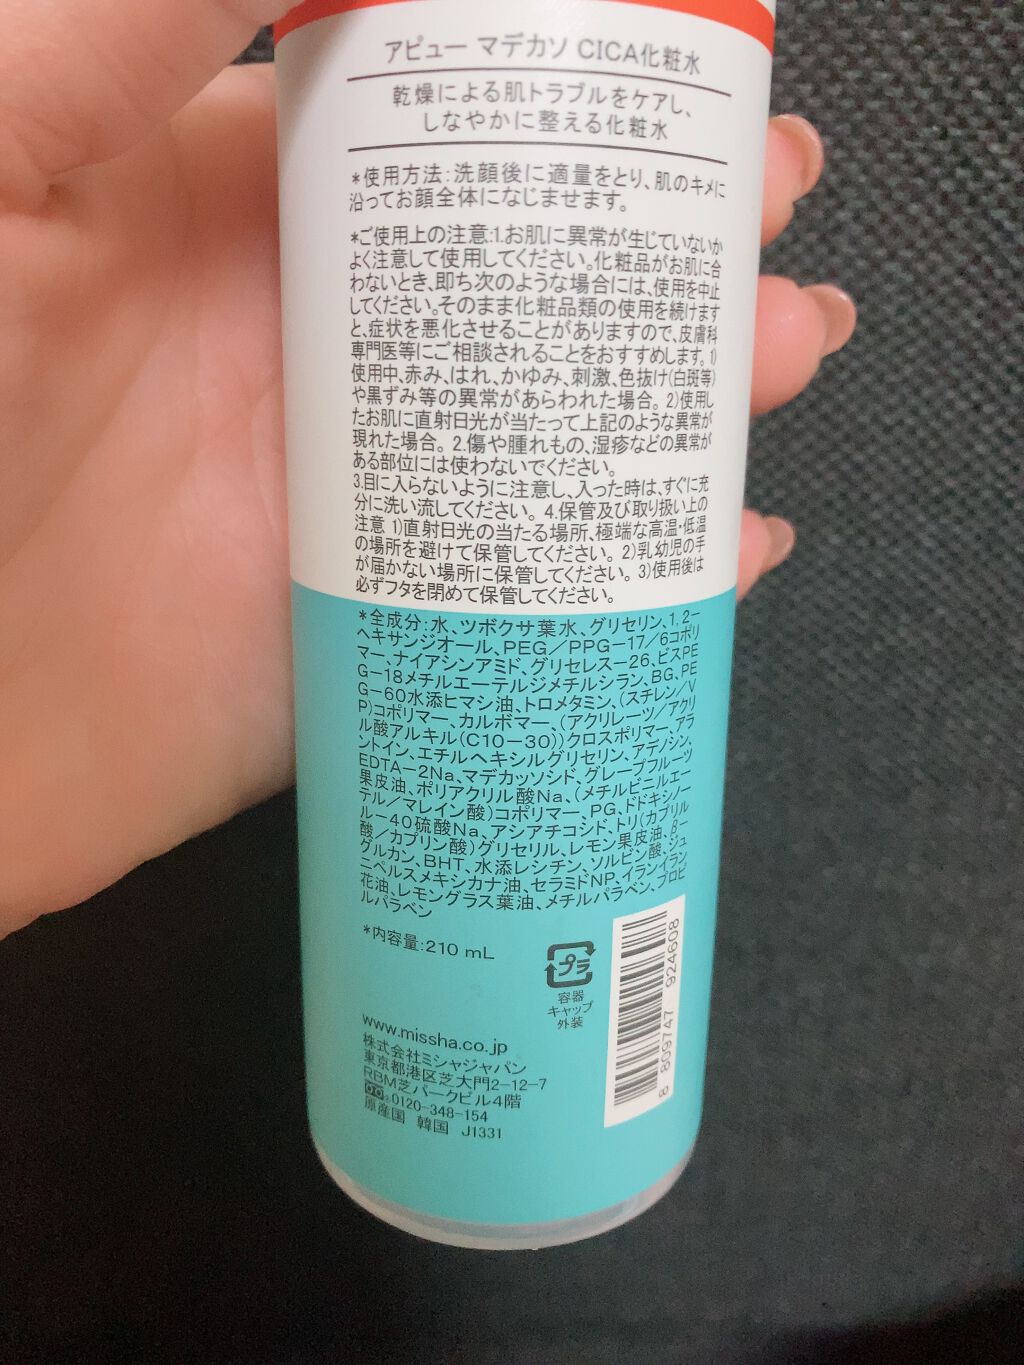 アピュー マデカソ CICA化粧水
乾燥による肌トラブルをケアし、
しなやかに整える化粧水
*使用方法:洗顔後に適量をとり、肌のキメに
沿ってお顔全体になじませます。
*ご使用上の注意:1.お肌に異常が生じていないか
よく注意して使用してください。化粧品がお肌に合
わないとき、即ち次のような場合には、使用を中止
してください。そのまま化粧品類の使用を続けます
と、症状を悪化させることがありますので、皮膚科
専門医等にご相談されることをおすすめします。1)
使用中、赤み、はれ、かゆみ、刺激、色抜け(白斑等)
や黒ずみ等の異常があらわれた場合。2)使用し
たお肌に直射日光が当たって上記のような異常が
現れた場合。2.傷や腫れもの、湿疹などの異常が
ある部位には使わないでください。
3.目に入らないように注意し、入った時は、すぐに充
分に洗い流してください。4.保管及び取り扱い上の
注意 1)直射日光の当たる場所、極端な高温・低温
の場所を避けて保管してください。2)乳幼児の手
が届かない場所に保管してください。3)使用後は
必ずフタを閉めて保管してください。
*全成分:水、ツボクサ葉水、グリセリン、1,2-
ヘキサンジオール、PEG/PPG-17/6コポリ
マー、ナイアシンアミド、グリセレス-26、ビスPE
G-18メチルエーテルジメチルシラン、BG、PE
G-60水添ヒマシ油、トロメタミン、(スチレン/V
P)コポリマー、カルボマー、(アクリレーツ/アクリ
ル酸アルキル(C10-30))クロスポリマー、アラ
ントイン、エチルヘキシルグリセリン、アデノシン、
EDTA-2Na、マデカッソシド、グレープフルーツ
果皮油、ポリアクリル酸Na、(メチルビニルエー
テル/マレイン酸)コポリマー、PG、ドドキシノー
ル-40硫酸Na、アシアチコシド、トリ(カプリル
酸/カプリン酸)グリセリル、レモン果皮油、β-
グルカン、BHT、水添レシチン、ソルビン酸、ジュ
ニペルスメキシカナ油、セラミドNP、イランイラン
花油、レモングラス葉油、メチルパラベン、プロピ
ルパラベン
*内容量:210 mL
プラ
容器
キャップ
外装
8 809747 924608
www.missha.co.jp
株式会社ミシャジャパン
東京都港区芝大門2-12-7
RBM芝パークビル4階
0120-348-154
原産国 韓国 J1331